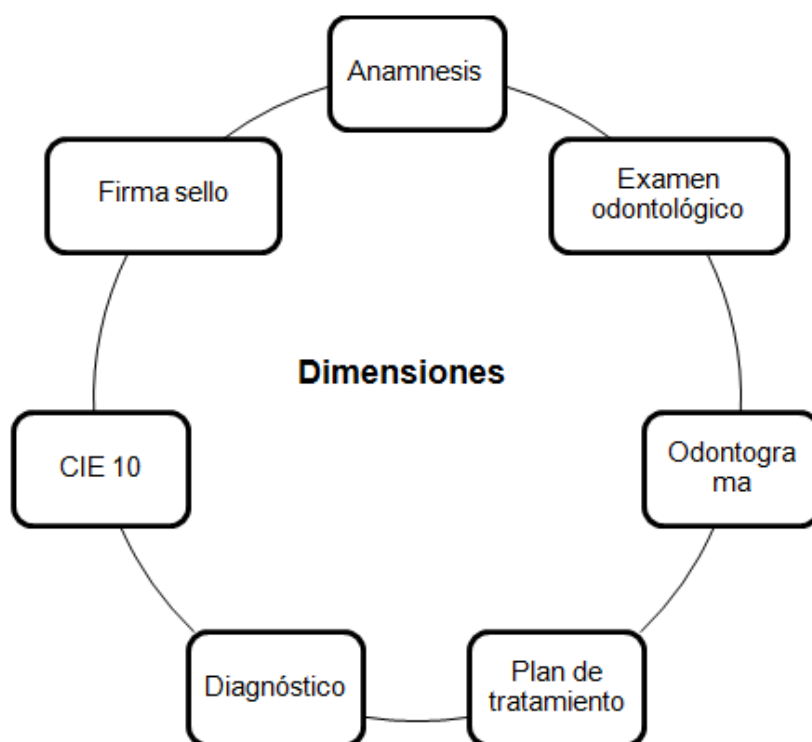 Anamnesis
Examen
odontológico
Odontogra
ma
Plan de
tratamiento
Diagnóstico
CIE 10
Firma sello
Dimensiones